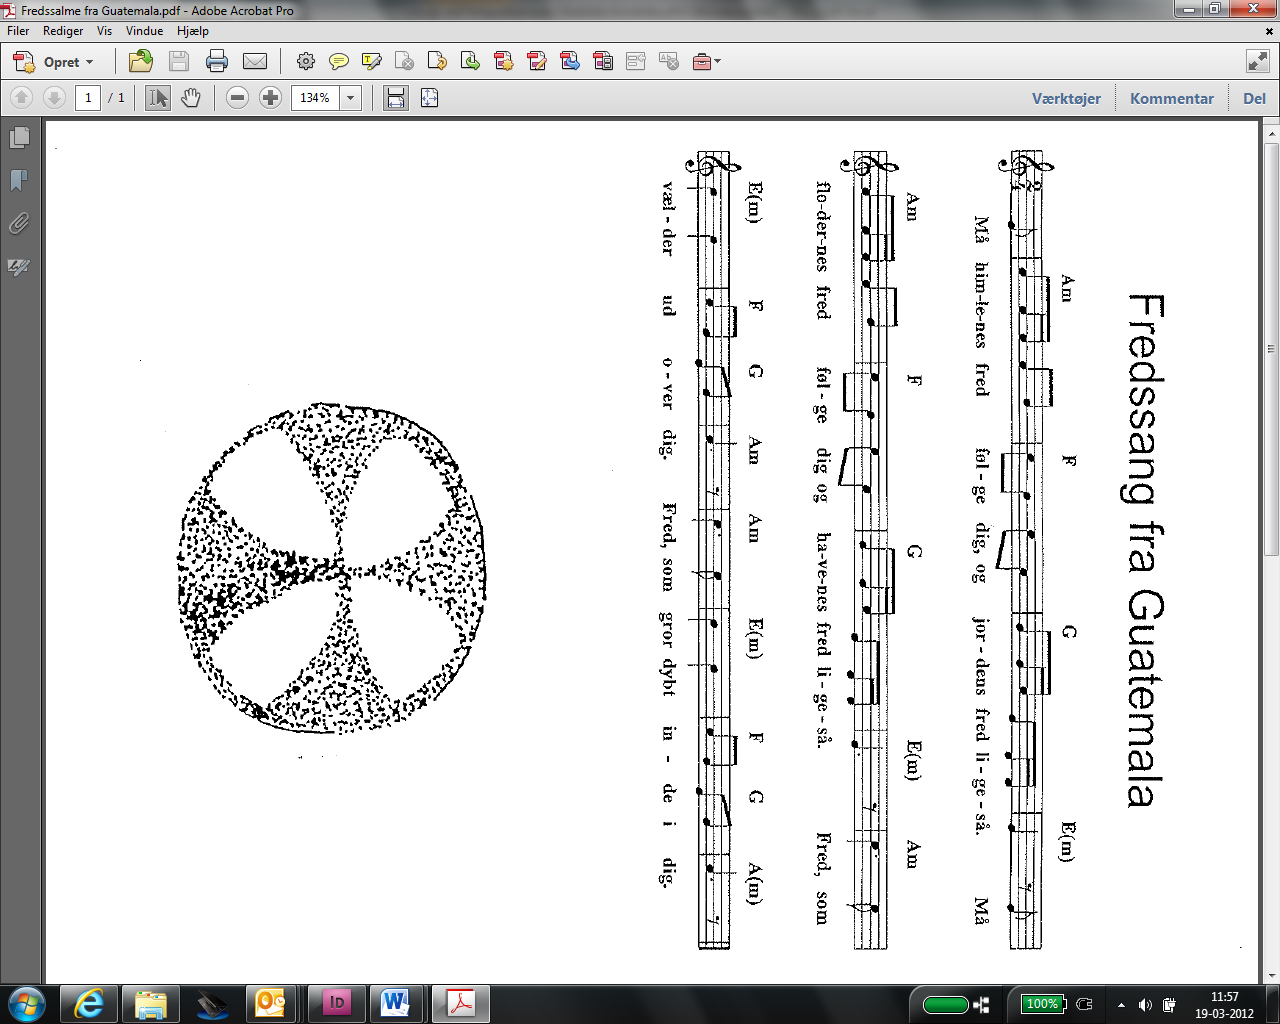 Fredssalme fra Guatemala.pdf - Adobe Acrobat Pro
Filer Rediger Vis Vindue Hjælp
Opret
1 / 1 134% Værktøjer Kommentar Del
Fredssang fra Guatemala
Am F G E(m)
Må him-le-nes fred føl - ge dig, og jor - dens fred li - ge - så. Må
Am F G E(m) Am
flo-der-nes fred føl - ge dig og ha-ve-nes fred li - ge - så. Fred, som
E(m) F G Am Am E(m) F G A(m)
væl - der ud o - ver dig. Fred, som gror dybt in - de i dig.
100%
11:57
19-03-2012